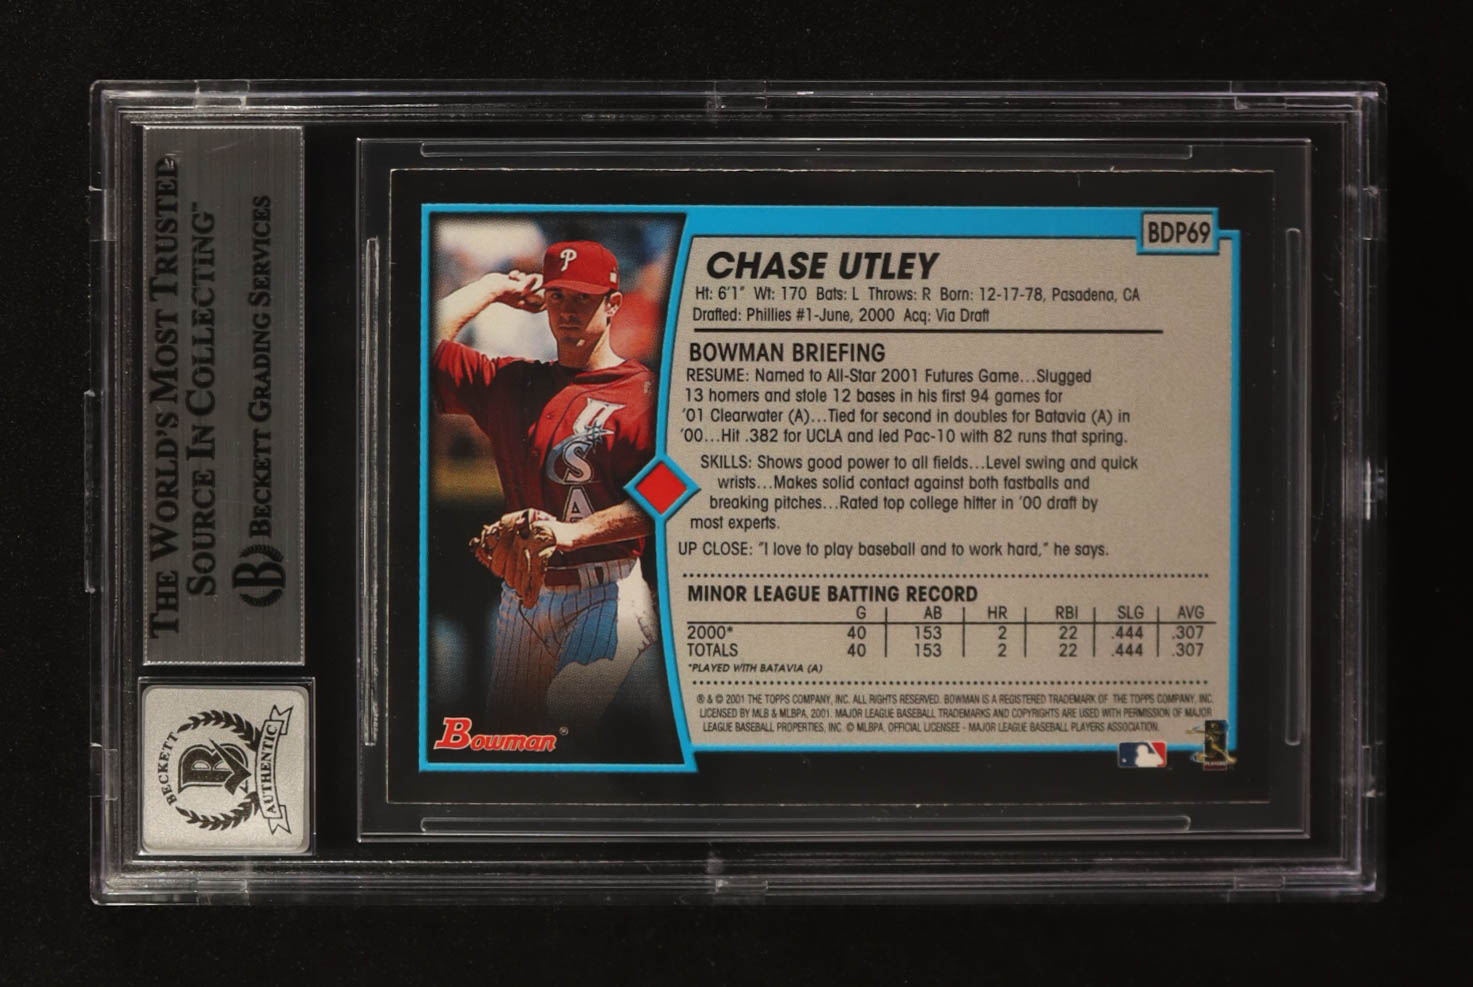 THE WORLD'S MOST TRUSTED
SOURCE IN COLLECTING™
B BECKETT GRADING SERVICES
BECKETT
B
AUTHENTIC
P
USA
Bowman®
BDP69
CHASE UTLEY
Ht: 6'1" Wt: 170 Bats: L Throws: R Born: 12-17-78, Pasadena, CA
Drafted: Phillies #1-June, 2000 Acq: Via Draft
BOWMAN BRIEFING
RESUME: Named to All-Star 2001 Futures Game...Slugged
13 homers and stole 12 bases in his first 94 games for
'01 Clearwater (A)...Tied for second in doubles for Batavia (A) in
'00...Hit .382 for UCLA and led Pac-10 with 82 runs that spring.
SKILLS: Shows good power to all fields...Level swing and quick
wrists...Makes solid contact against both fastballs and
breaking pitches...Rated top college hitter in '00 draft by
most experts.
UP CLOSE: "I love to play baseball and to work hard," he says.
MINOR LEAGUE BATTING RECORD
G AB HR RBI SLG AVG
2000* 40 153 2 22 .444 .307
TOTALS 40 153 2 22 .444 .307
*PLAYED WITH BATAVIA (A)
® & © 2001 THE TOPPS COMPANY, INC. ALL RIGHTS RESERVED. BOWMAN IS A REGISTERED TRADEMARK OF THE TOPPS COMPANY, INC.
LICENSED BY MLB & MLBPA, 2001. MAJOR LEAGUE BASEBALL TRADEMARKS AND COPYRIGHTS ARE USED WITH PERMISSION OF MAJOR
LEAGUE BASEBALL PROPERTIES, INC. © MLBPA, OFFICIAL LICENSEE - MAJOR LEAGUE BASEBALL PLAYERS ASSOCIATION.
PLAYERS